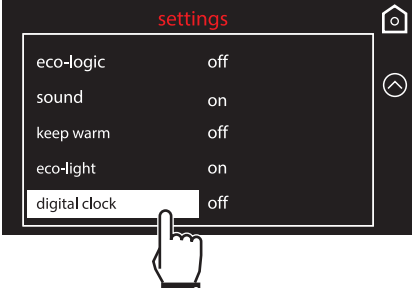 settings
eco-logic off
sound on
keep warm off
eco-light on
digital clock off